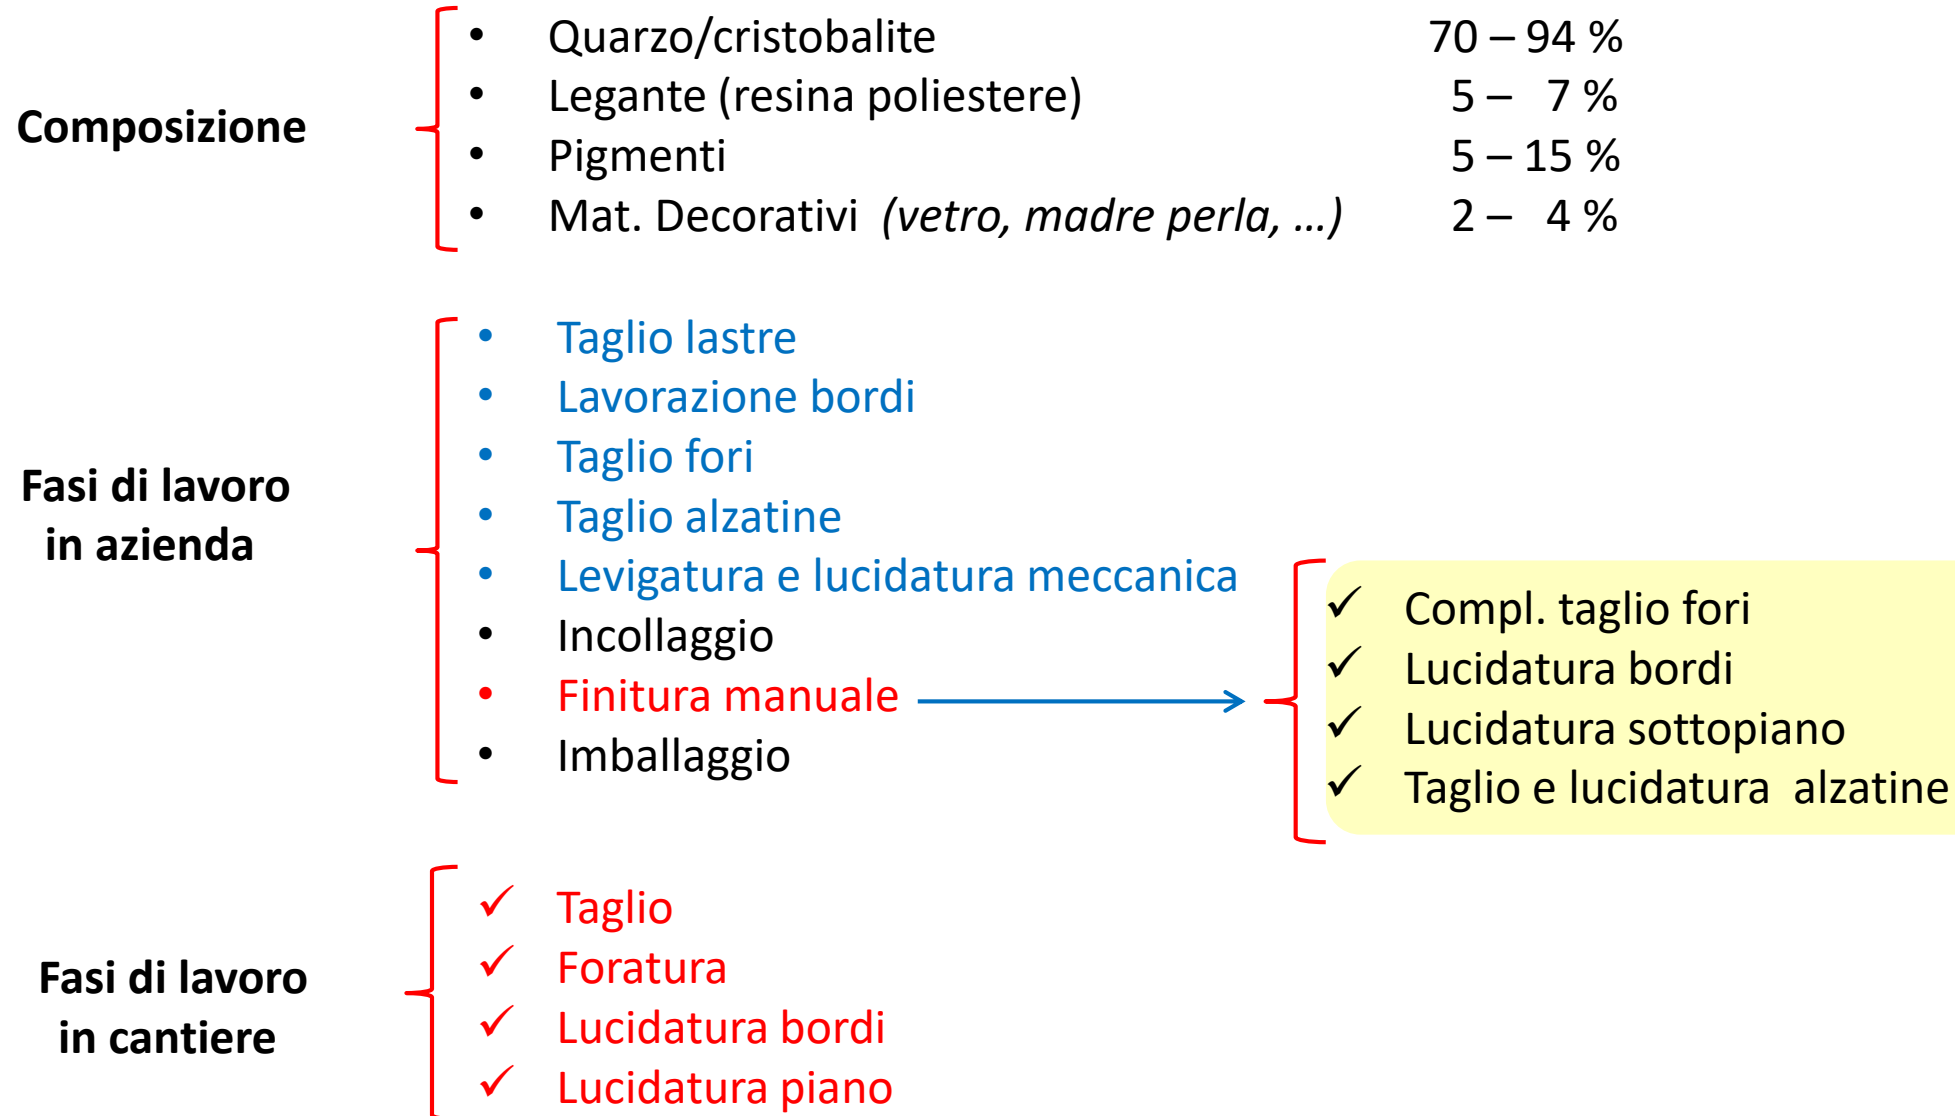 Composizione
• Quarzo/cristobalite 70 – 94 %
• Legante (resina poliestere) 5 – 7 %
• Pigmenti 5 – 15 %
• Mat. Decorativi (vetro, madre perla, ...) 2 – 4 %
Fasi di lavoro
in azienda
• Taglio lastre
• Lavorazione bordi
• Taglio fori
• Taglio alzatine
• Levigatura e lucidatura meccanica
• Incollaggio
• Finitura manuale
• Imballaggio
✓ Compl. taglio fori
✓ Lucidatura bordi
✓ Lucidatura sottopiano
✓ Taglio e lucidatura alzatine
Fasi di lavoro
in cantiere
✓ Taglio
✓ Foratura
✓ Lucidatura bordi
✓ Lucidatura piano